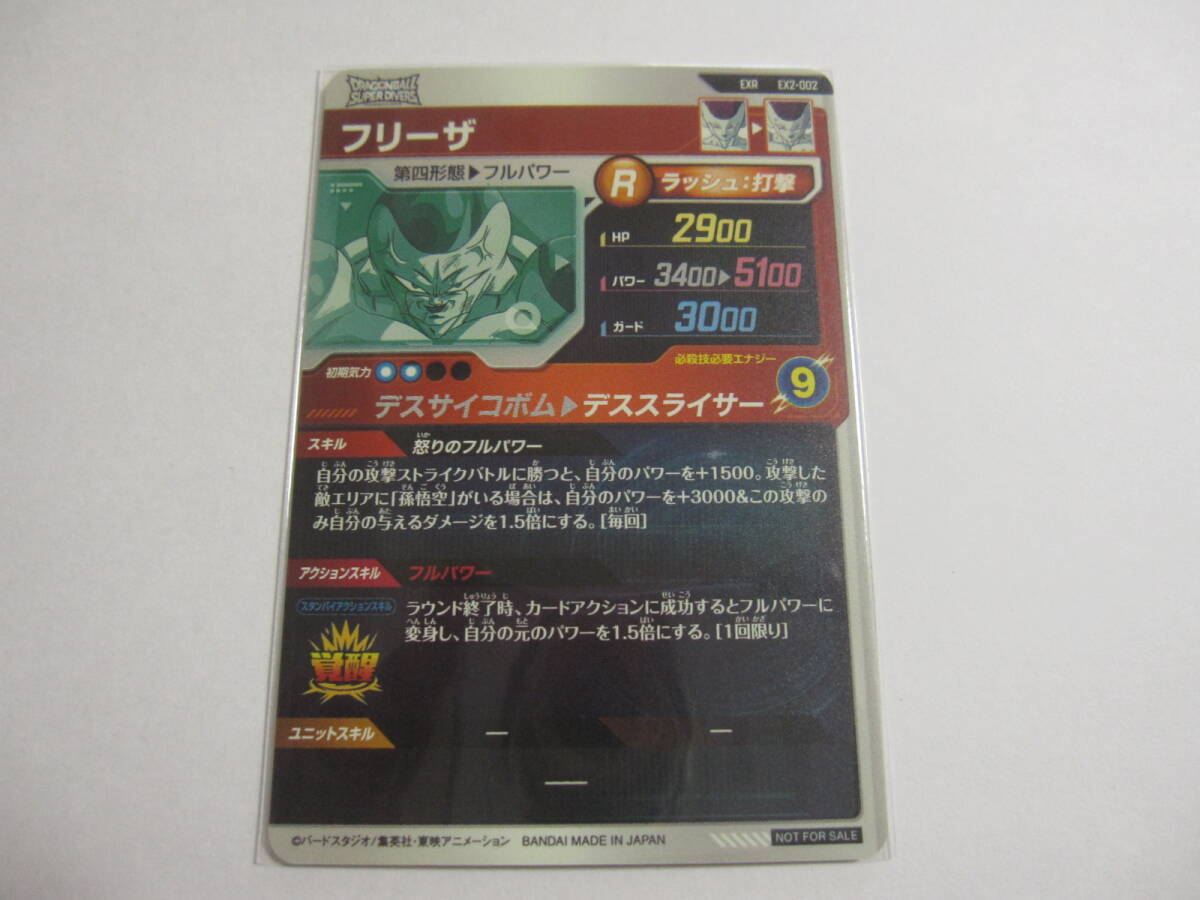 DRAGONBALL
SUPER DIVERS
EXR EX2-002
フリーザ
第四形態▶フルパワー
R ラッシュ:打撃
HP 2900
パワー 3400▶5100
ガード 3000
必殺技必要エナジー
初期気力
9
デスサイコボム▶デススライサー
スキル 怒りのフルパワー
自分の攻撃ストライクバトルに勝つと、自分のパワーを+1500。攻撃した
敵エリアに「孫悟空」がいる場合は、自分のパワーを+3000&この攻撃の
み自分の与えるダメージを1.5倍にする。[毎回]
アクションスキル フルパワー
スタンバイアクションスキル
ラウンド終了時、カードアクションに成功するとフルパワーに
変身し、自分の元のパワーを1.5倍にする。[1回限り]
覚醒
ユニットスキル ー ー
ー
©バードスタジオ/集英社・東映アニメーション BANDAI MADE IN JAPAN
NOT FOR SALE